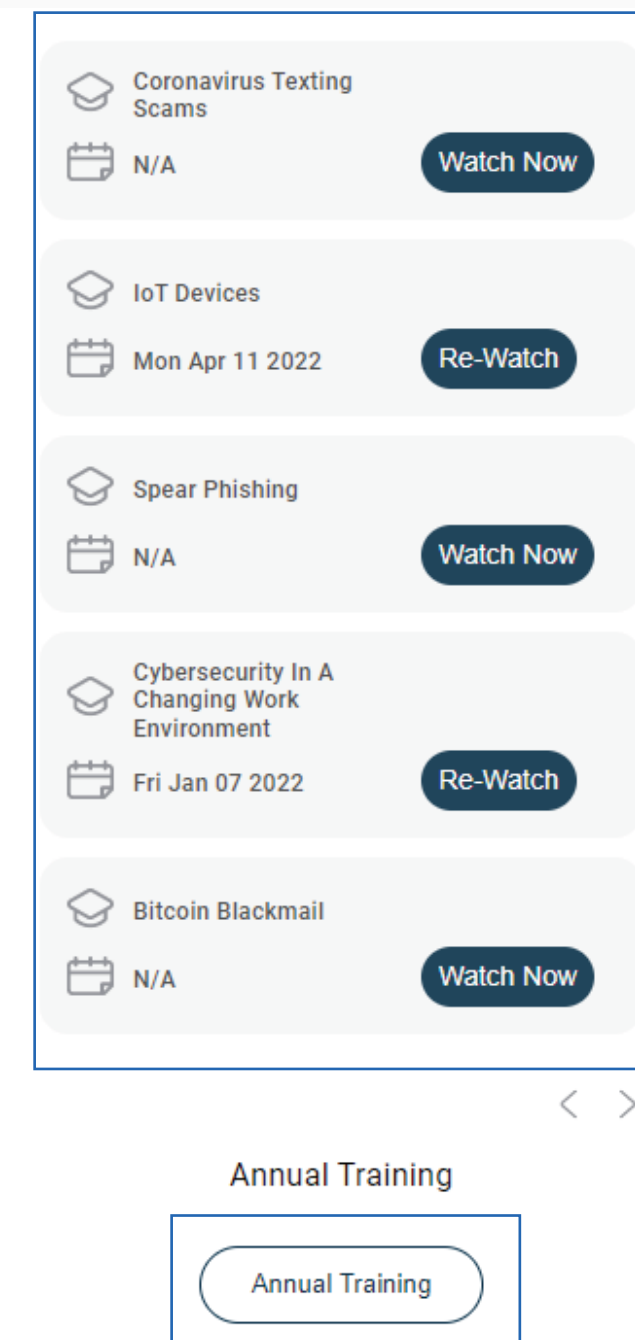 Coronavirus Texting
Scams
N/A
Watch Now
IoT Devices
Mon Apr 11 2022
Re-Watch
Spear Phishing
N/A
Watch Now
Cybersecurity In A
Changing Work
Environment
Fri Jan 07 2022
Re-Watch
Bitcoin Blackmail
N/A
Watch Now
Annual Training
Annual Training